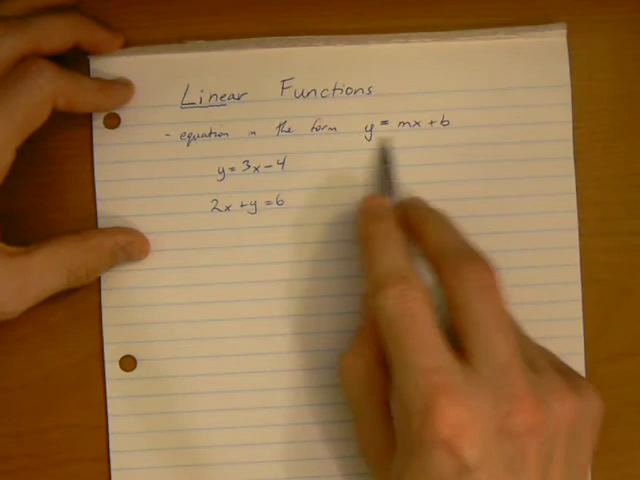 Linear Functions
- equation in the form y = mx + b
y = 3x - 4
2x + y = 6